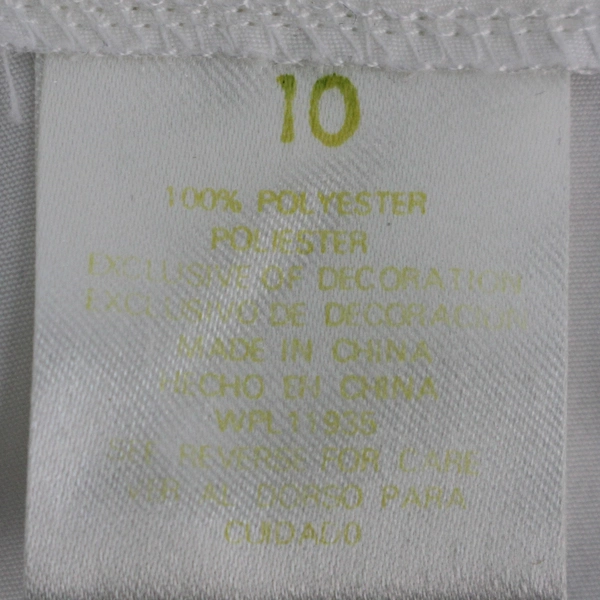 10
100% POLYESTER
POLIESTER
EXCLUSIVE OF DECORATION
EXCLUSIVO DE DECORACION
MADE IN CHINA
HECHO EN CHINA
WPL 11935
SEE REVERSE FOR CARE
VER AL DORSO PARA
CUIDADO